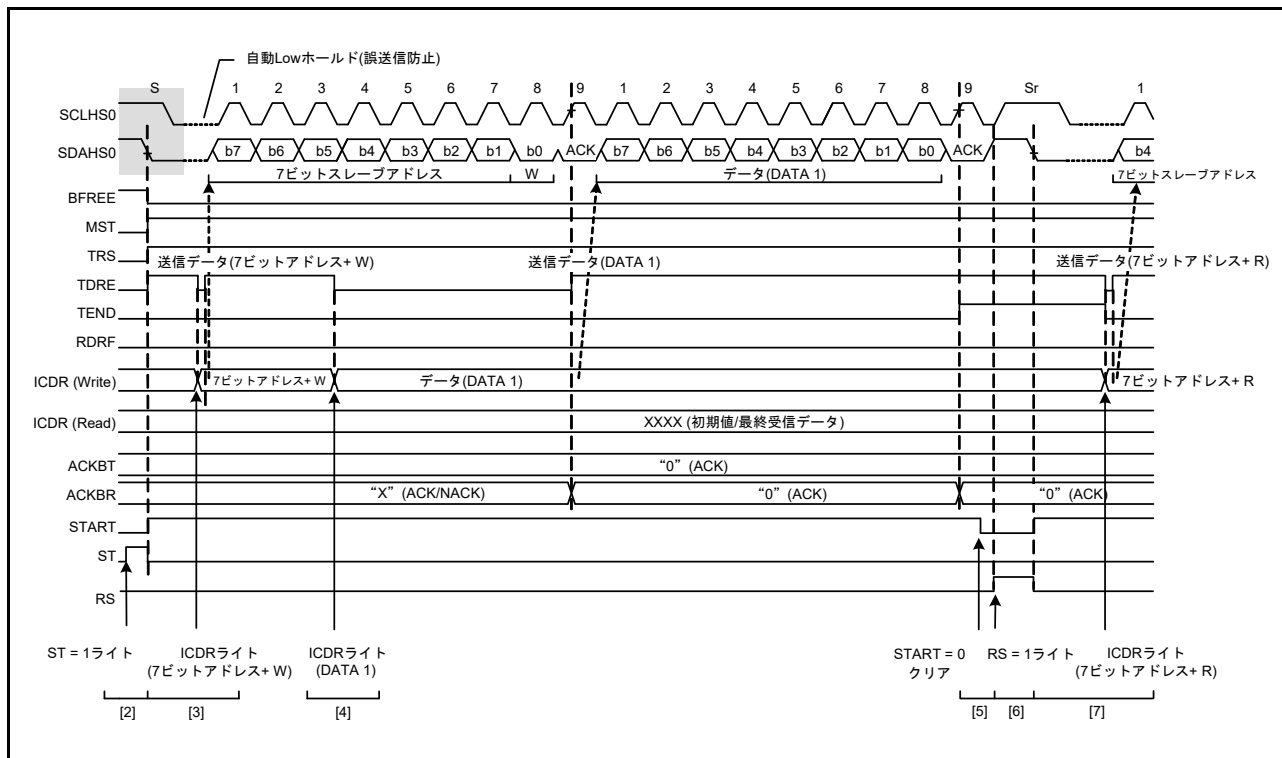 自動Lowホールド(誤送信防止)
S 1 2 3 4 5 6 7 8 9 1 2 3 4 5 6 7 8 9 Sr 1
SCLHS0
SDAHS0 b7 b6 b5 b4 b3 b2 b1 b0 ACK b7 b6 b5 b4 b3 b2 b1 b0 ACK b4
7ビットスレーブアドレス W データ(DATA 1) 7ビットスレーブアドレス
BFREE
MST
TRS
送信データ(7ビットアドレス+ W) 送信データ(DATA 1) 送信データ(7ビットアドレス+ R)
TDRE
TEND
RDRF
ICDR (Write) 7ビットアドレス+ W データ(DATA 1) 7ビットアドレス+ R
ICDR (Read) XXXX (初期値/最終受信データ)
ACKBT “0” (ACK)
ACKBR “X” (ACK/NACK) “0” (ACK) “0” (ACK)
START
ST
RS
ST = 1ライト ICDRライト ICDRライト START = 0 RS = 1ライト ICDRライト
(7ビットアドレス+ W) (DATA 1) クリア (7ビットアドレス+ R)
[2] [3] [4] [5] [6] [7]